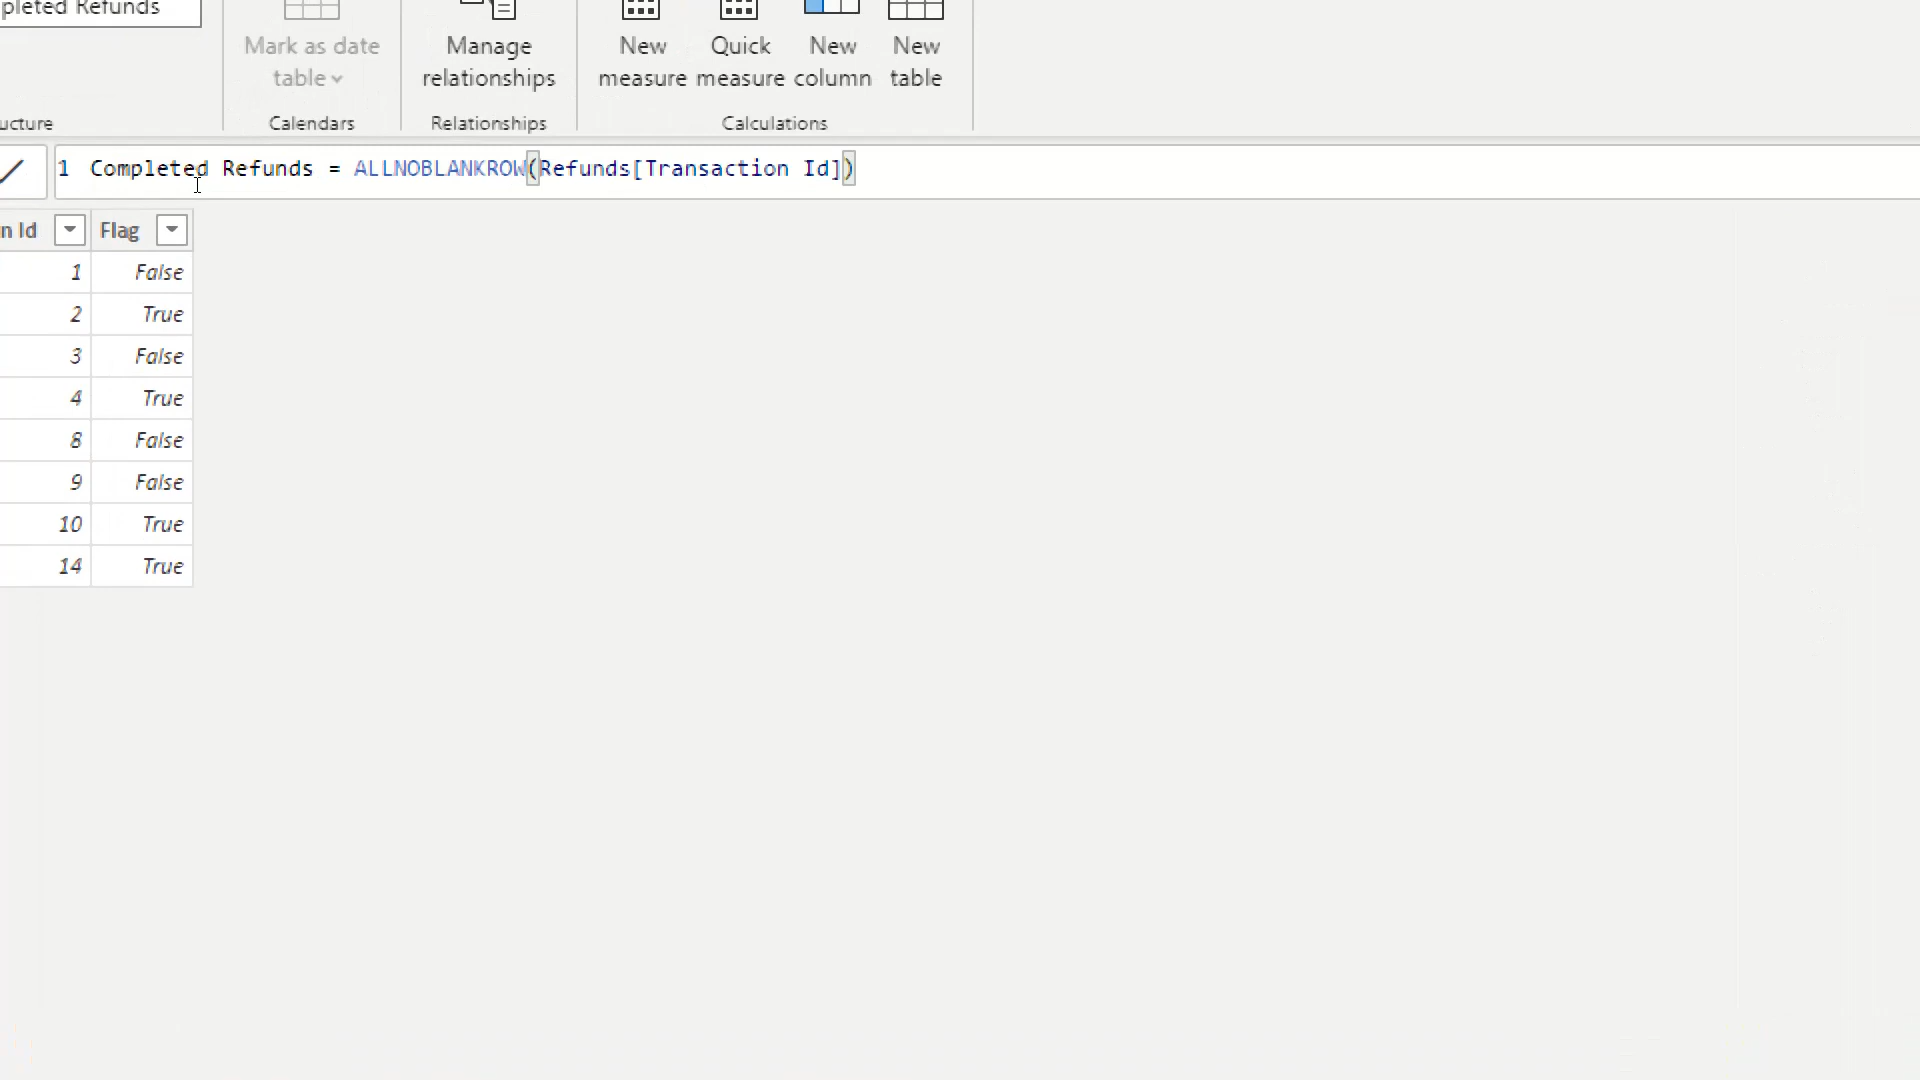 pleted Refunds
Mark as date table
Manage relationships
New measure
Quick measure
New column
New table
ucture
Calendars
Relationships
Calculations
1 Completed Refunds = ALLNOBLANKROW(Refunds[Transaction Id])
n Id Flag
1 False
2 True
3 False
4 True
8 False
9 False
10 True
14 True